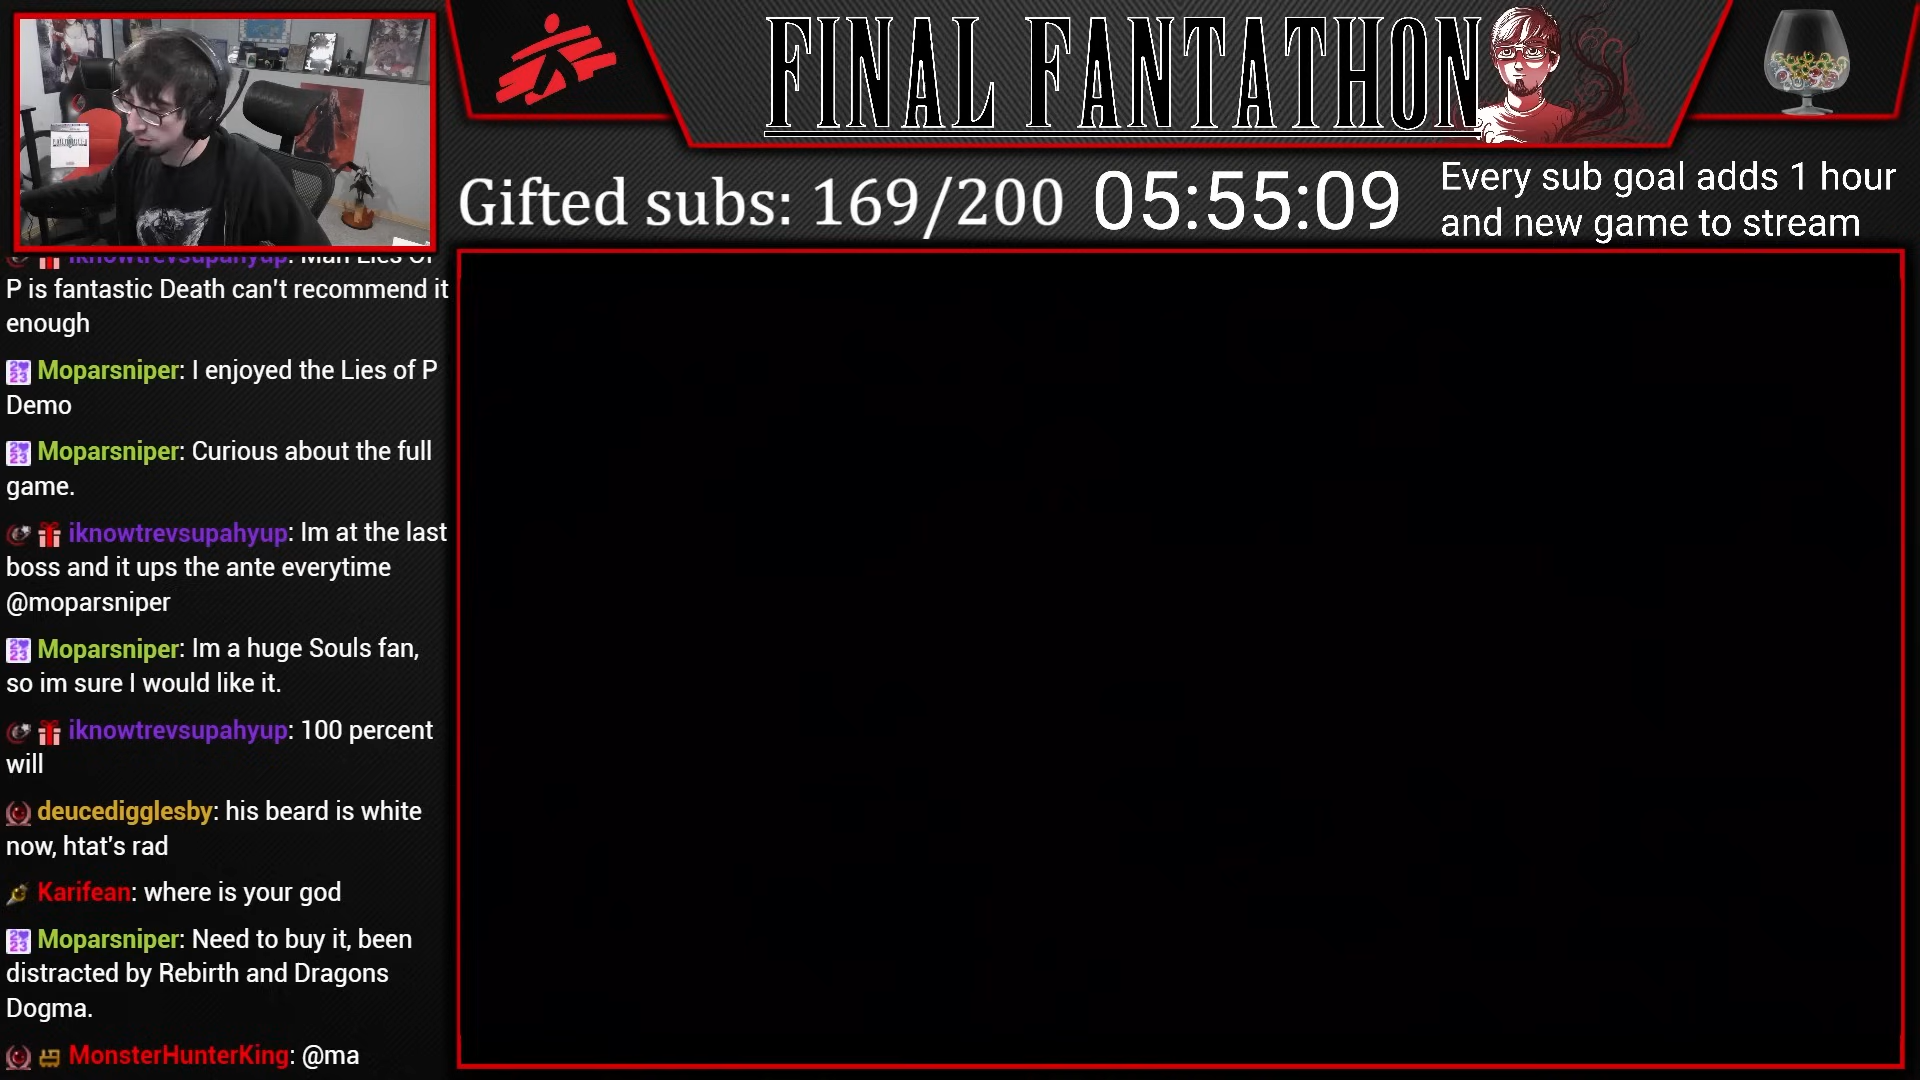 FINAL FANTATHON
Gifted subs: 169/200
05:55:09
Every sub goal adds 1 hour
and new game to stream
iknowtrevsupahyup: Man Lies Of
P is fantastic Death can't recommend it
enough
Moparsniper: I enjoyed the Lies of P
Demo
Moparsniper: Curious about the full
game.
iknowtrevsupahyup: Im at the last
boss and it ups the ante everytime
@moparsniper
Moparsniper: Im a huge Souls fan,
so im sure I would like it.
iknowtrevsupahyup: 100 percent
will
deucedigglesby: his beard is white
now, htat's rad
Karifean: where is your god
Moparsniper: Need to buy it, been
distracted by Rebirth and Dragons
Dogma.
MonsterHunterKing: @ma